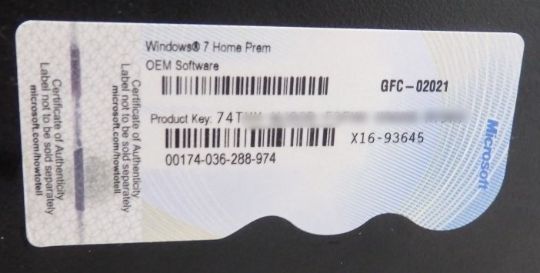 Windows® 7 Home Prem
OEM Software
GFC-02021
Product Key: 74T
X16-93645
00174-036-288-974
Microsoft
Certificate of Authenticity
Label not to be sold separately
microsoft.com/howtotell
Certificate of Authenticity
Label not to be sold separately
microsoft.com/howtotell